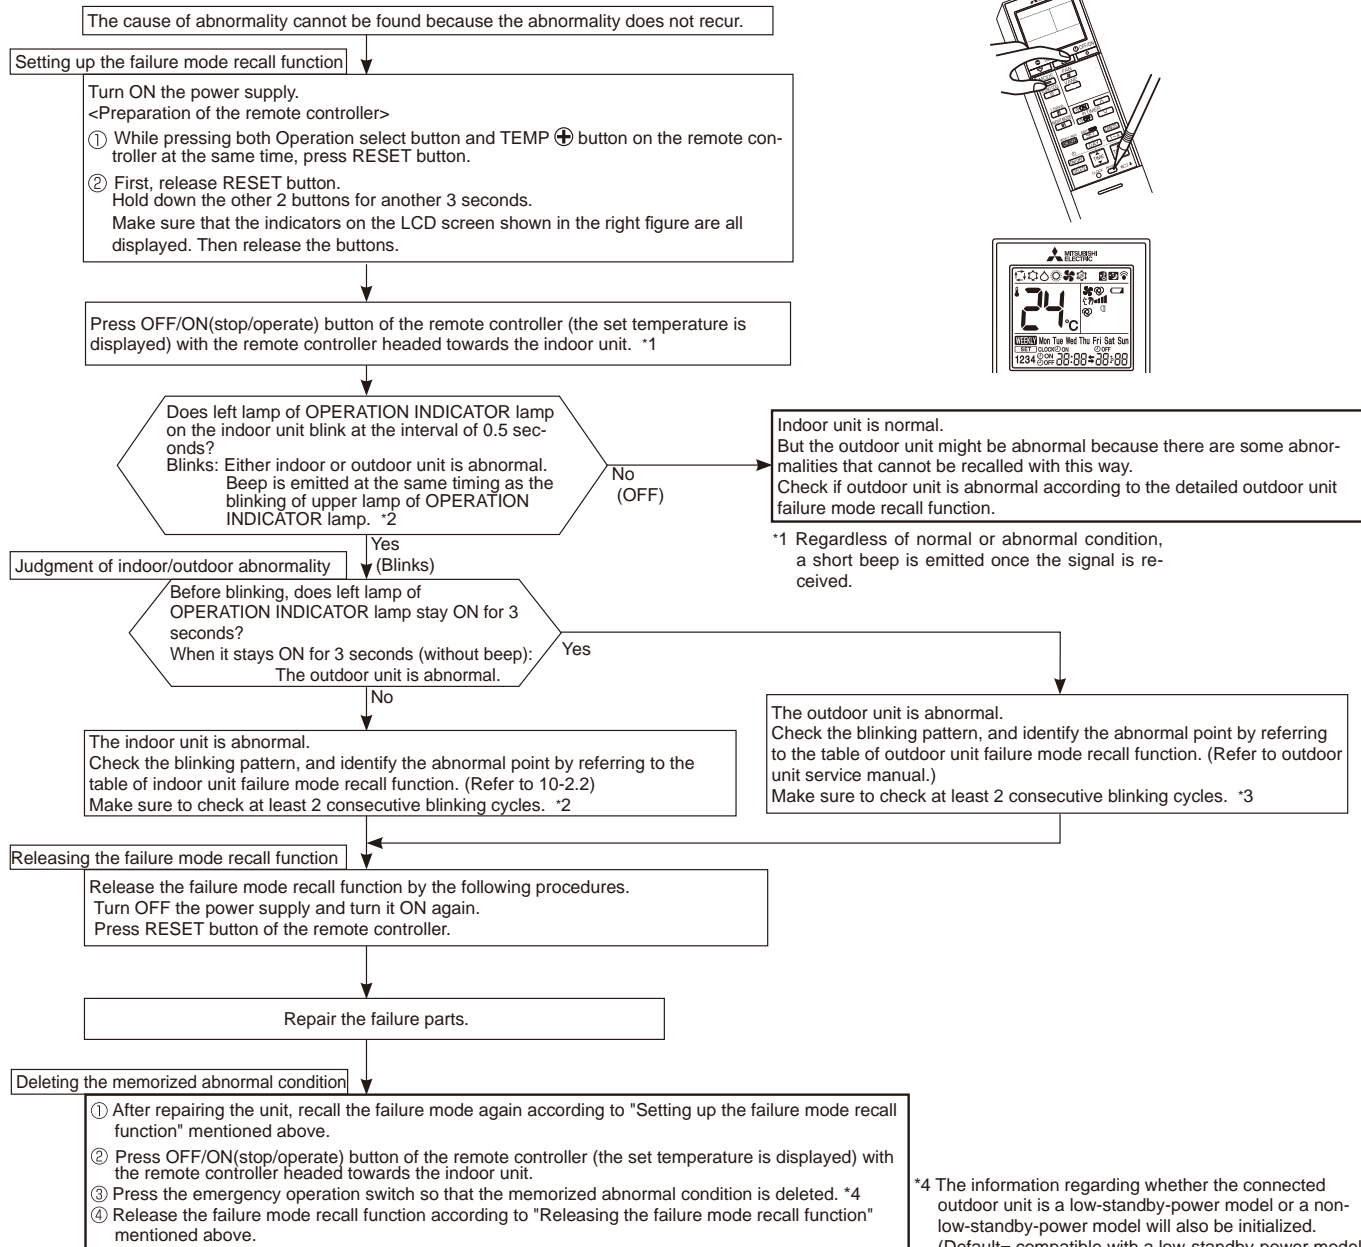 The cause of abnormality cannot be found because the abnormality does not recur.
Setting up the failure mode recall function
Turn ON the power supply.
<Preparation of the remote controller>
① While pressing both Operation select button and TEMP ⊕ button on the remote con-
troller at the same time, press RESET button.
② First, release RESET button.
Hold down the other 2 buttons for another 3 seconds.
Make sure that the indicators on the LCD screen shown in the right figure are all
displayed. Then release the buttons.
MITSUBISHI
ELECTRIC
24 °C
WEEKLY Mon Tue Wed Thu Fri Sat Sun
SET CLOCK ON OFF
1234 ON OFF 88:88 88:88
Press OFF/ON(stop/operate) button of the remote controller (the set temperature is
displayed) with the remote controller headed towards the indoor unit. *1
Does left lamp of OPERATION INDICATOR lamp
on the indoor unit blink at the interval of 0.5 sec-
onds?
Blinks: Either indoor or outdoor unit is abnormal.
Beep is emitted at the same timing as the
blinking of upper lamp of OPERATION
INDICATOR lamp. *2
No
(OFF)
Indoor unit is normal.
But the outdoor unit might be abnormal because there are some abnor-
malities that cannot be recalled with this way.
Check if outdoor unit is abnormal according to the detailed outdoor unit
failure mode recall function.
*1 Regardless of normal or abnormal condition,
a short beep is emitted once the signal is re-
ceived.
Yes
(Blinks)
Judgment of indoor/outdoor abnormality
Before blinking, does left lamp of
OPERATION INDICATOR lamp stay ON for 3
seconds?
When it stays ON for 3 seconds (without beep):
The outdoor unit is abnormal.
Yes
No
The indoor unit is abnormal.
Check the blinking pattern, and identify the abnormal point by referring to the
table of indoor unit failure mode recall function. (Refer to 10-2.2)
Make sure to check at least 2 consecutive blinking cycles. *2
The outdoor unit is abnormal.
Check the blinking pattern, and identify the abnormal point by referring
to the table of outdoor unit failure mode recall function. (Refer to outdoor
unit service manual.)
Make sure to check at least 2 consecutive blinking cycles. *3
Releasing the failure mode recall function
Release the failure mode recall function by the following procedures.
Turn OFF the power supply and turn it ON again.
Press RESET button of the remote controller.
Repair the failure parts.
Deleting the memorized abnormal condition
① After repairing the unit, recall the failure mode again according to "Setting up the failure mode recall
function" mentioned above.
② Press OFF/ON(stop/operate) button of the remote controller (the set temperature is displayed) with
the remote controller headed towards the indoor unit.
③ Press the emergency operation switch so that the memorized abnormal condition is deleted. *4
④ Release the failure mode recall function according to "Releasing the failure mode recall function"
mentioned above.
*4 The information regarding whether the connected
outdoor unit is a low-standby-power model or a non-
low-standby-power model will also be initialized.
(Default= compatible with a low-standby-power model